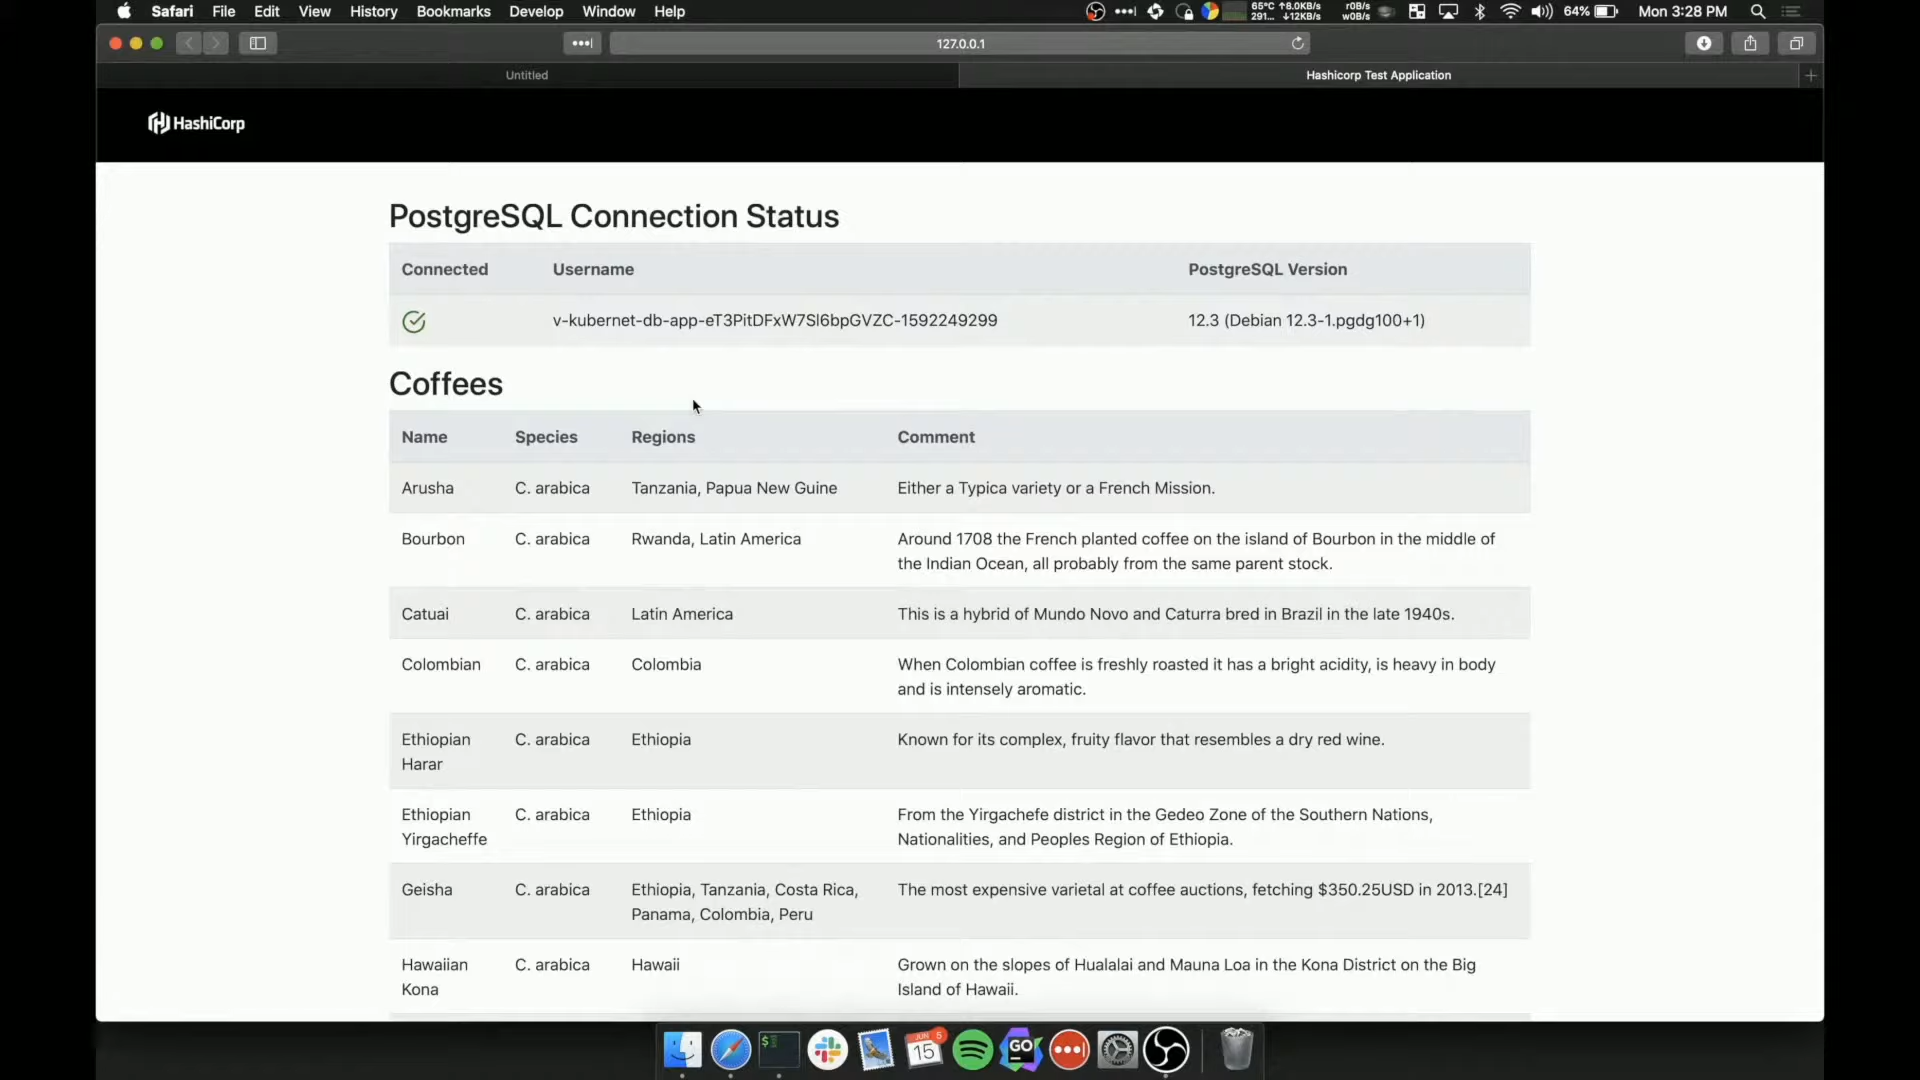 Safari File Edit View History Bookmarks Develop Window Help 65°C ↑8.0KB/s r0B/s 64% Mon 3:28 PM
291... ↓12KB/s w0B/s
127.0.0.1
Untitled Hashicorp Test Application
HashiCorp
PostgreSQL Connection Status
Connected Username PostgreSQL Version
v-kubernet-db-app-eT3PitDFxW7Sl6bpGVZC-1592249299 12.3 (Debian 12.3-1.pgdg100+1)
Coffees
Name Species Regions Comment
Arusha C. arabica Tanzania, Papua New Guine Either a Typica variety or a French Mission.
Bourbon C. arabica Rwanda, Latin America Around 1708 the French planted coffee on the island of Bourbon in the middle of
the Indian Ocean, all probably from the same parent stock.
Catuai C. arabica Latin America This is a hybrid of Mundo Novo and Caturra bred in Brazil in the late 1940s.
Colombian C. arabica Colombia When Colombian coffee is freshly roasted it has a bright acidity, is heavy in body
and is intensely aromatic.
Ethiopian C. arabica Ethiopia Known for its complex, fruity flavor that resembles a dry red wine.
Harar
Ethiopian C. arabica Ethiopia From the Yirgachefe district in the Gedeo Zone of the Southern Nations,
Yirgacheffe Nationalities, and Peoples Region of Ethiopia.
Geisha C. arabica Ethiopia, Tanzania, Costa Rica, The most expensive varietal at coffee auctions, fetching $350.25USD in 2013.[24]
Panama, Colombia, Peru
Hawaiian C. arabica Hawaii Grown on the slopes of Hualalai and Mauna Loa in the Kona District on the Big
Kona Island of Hawaii.
JUN 5
15
GO